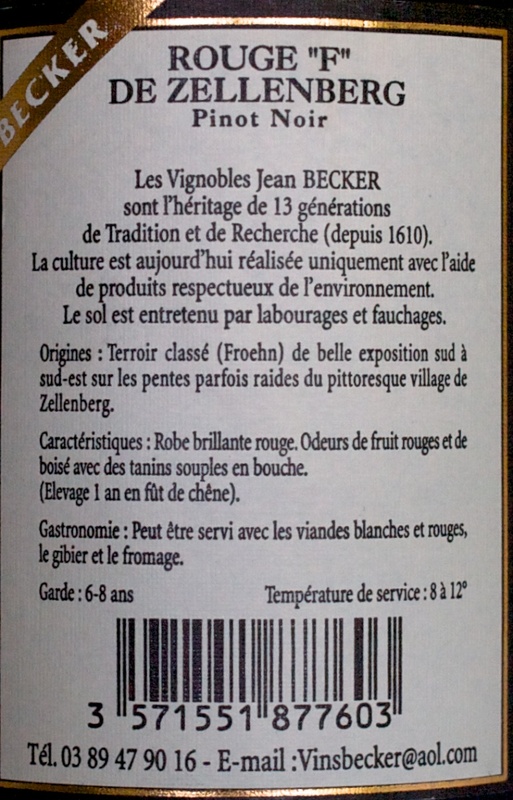 BECKER
ROUGE "F"
DE ZELLENBERG
Pinot Noir
Les Vignobles Jean BECKER
sont l'héritage de 13 générations
de Tradition et de Recherche (depuis 1610).
La culture est aujourd'hui réalisée uniquement avec l'aide
de produits respectueux de l'environnement.
Le sol est entretenu par labourages et fauchages.
Origines : Terroir classé (Froehn) de belle exposition sud à
sud-est sur les pentes parfois raides du pittoresque village de
Zellenberg.
Caractéristiques : Robe brillante rouge. Odeurs de fruit rouges et de
boisé avec des tanins souples en bouche.
(Elevage 1 an en fût de chêne).
Gastronomie : Peut être servi avec les viandes blanches et rouges,
le gibier et le fromage.
Garde : 6-8 ans Température de service : 8 à 12°
3 571551 877603
Tél. 03 89 47 90 16 - E-mail :Vinsbecker@aol.com